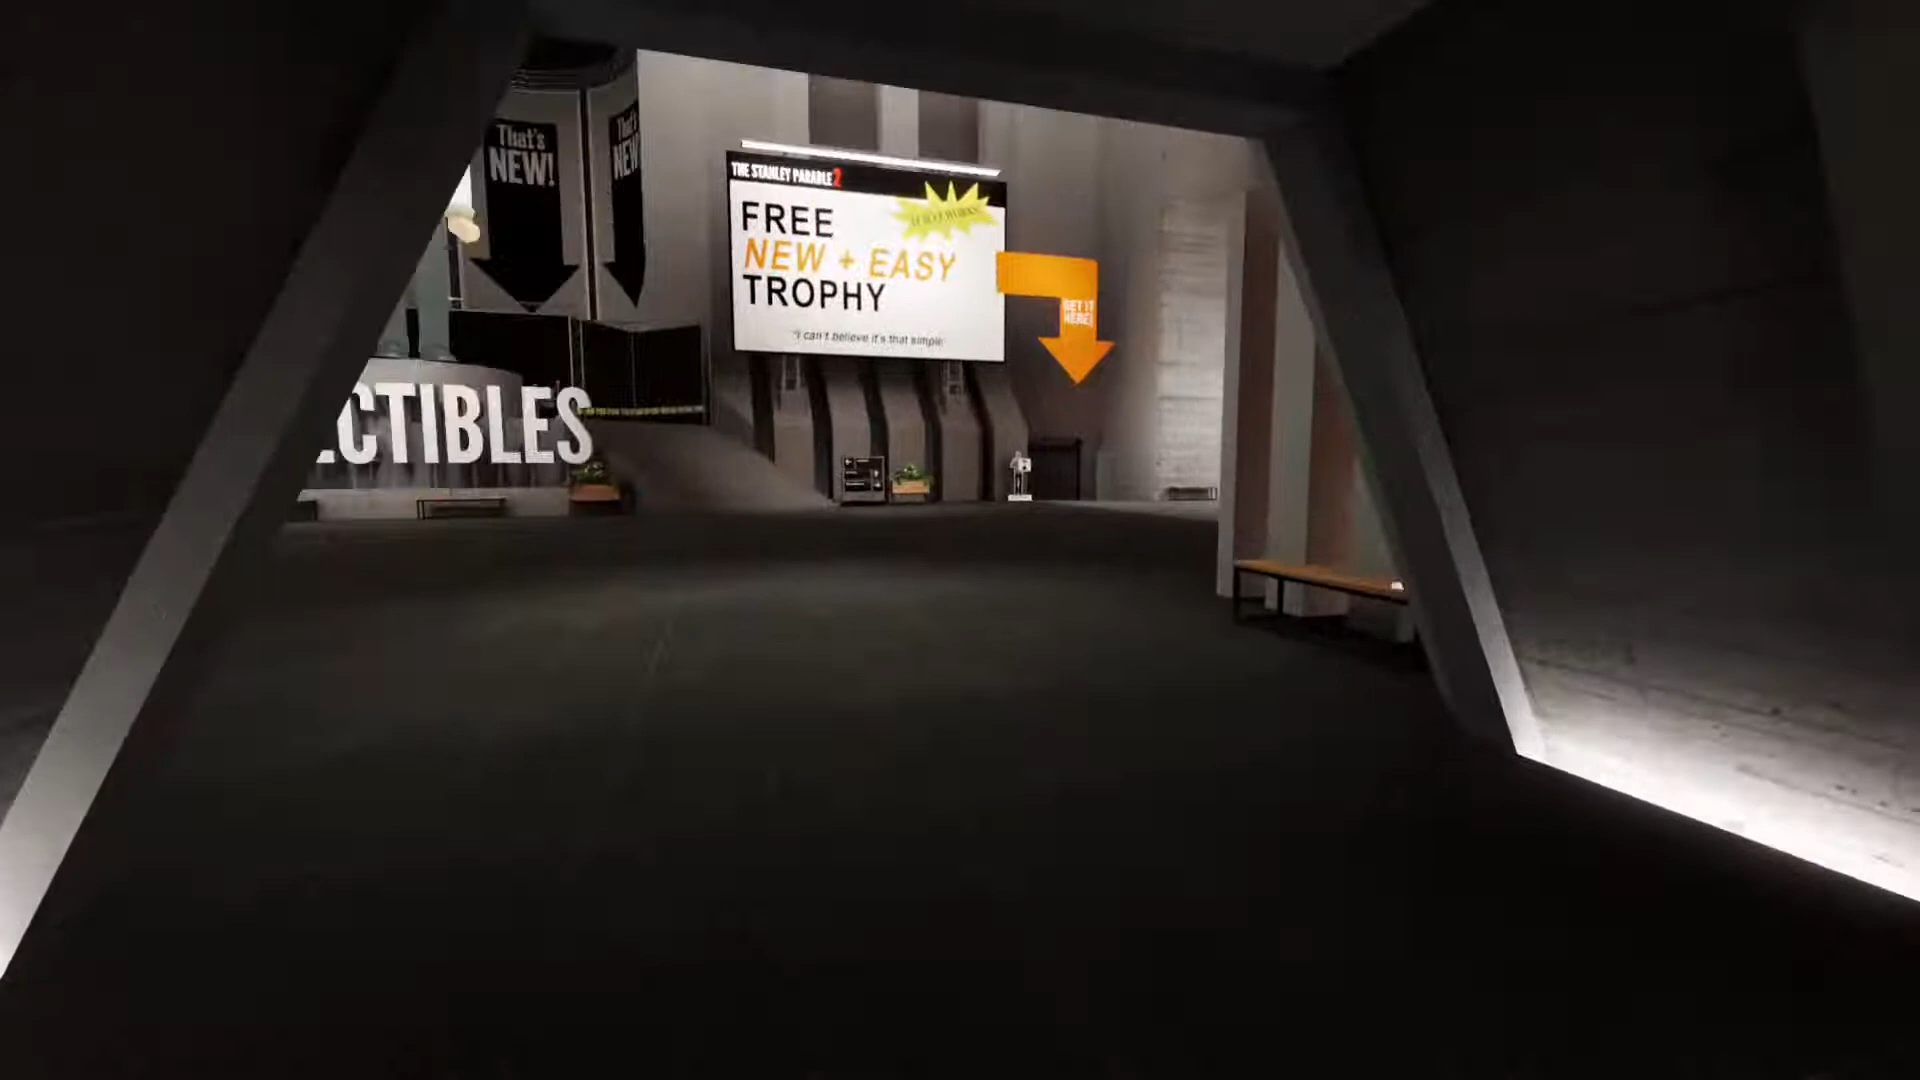 That's
NEW!
That's
NEW
THE STANLEY PARABLE 2
FREE
NEW + EASY
TROPHY
"I can't believe it's that simple
GET IT
HERE!
ECTIBLES